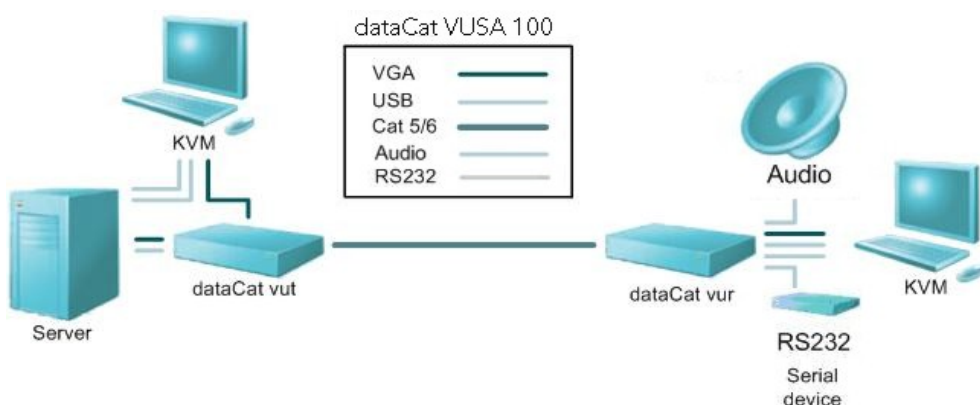 dataCat VUSA 100
VGA
USB
Cat 5/6
Audio
RS232
KVM
Server
dataCat vut
dataCat vur
Audio
KVM
RS232
Serial
device